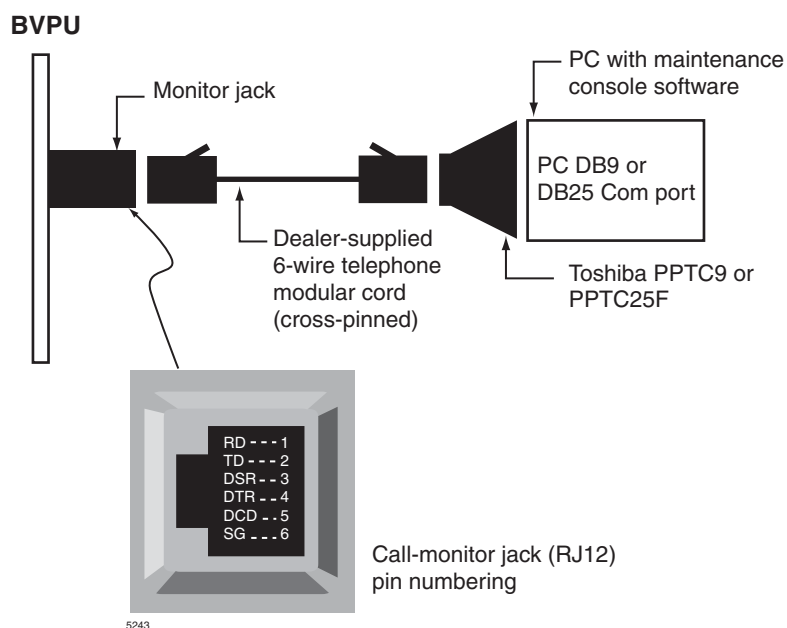 BVPU
Monitor jack
PC with maintenance
console software
PC DB9 or
DB25 Com port
Dealer-supplied
6-wire telephone
modular cord
(cross-pinned)
Toshiba PPTC9 or
PPTC25F
RD - - - 1
TD - - - 2
DSR - - 3
DTR - - 4
DCD - - 5
SG - - - 6
Call-monitor jack (RJ12)
pin numbering
5243